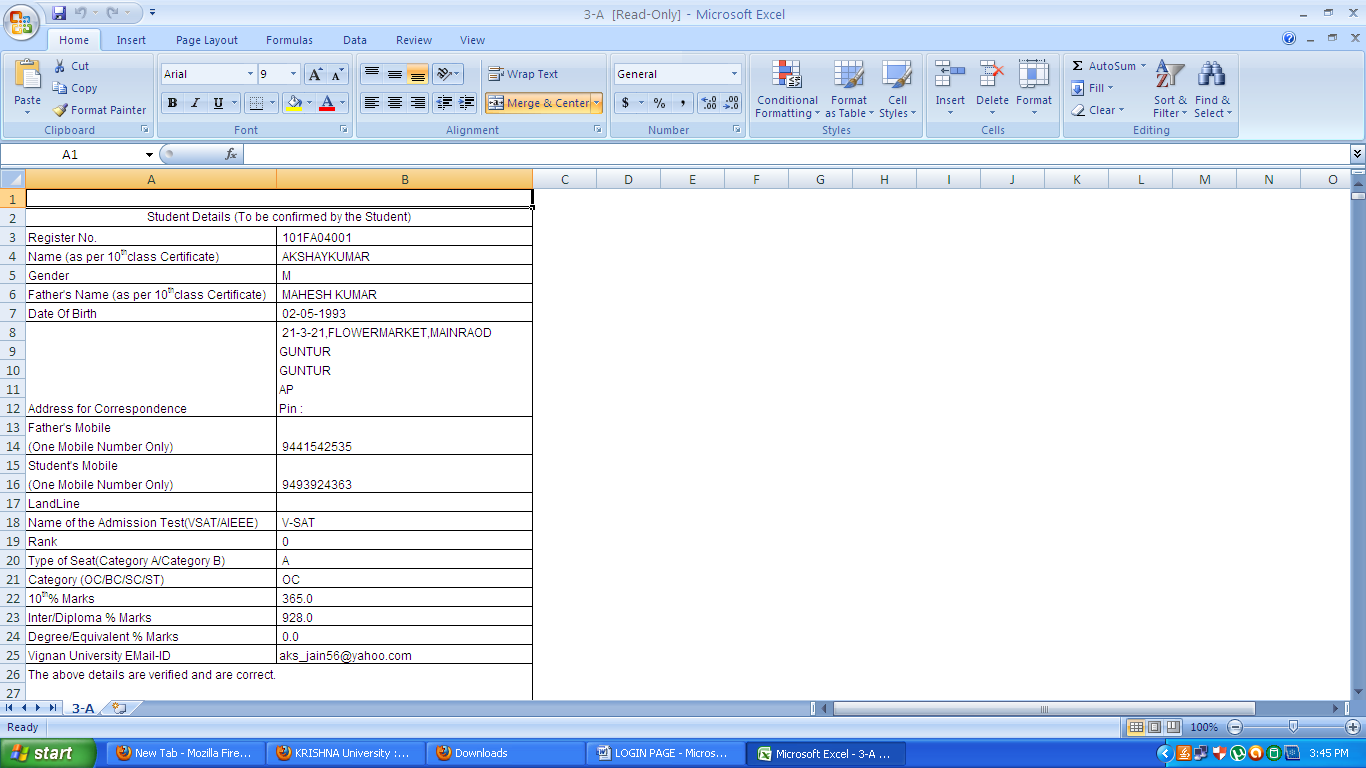 3-A [Read-Only] - Microsoft Excel
Home Insert Page Layout Formulas Data Review View
Paste
Cut
Copy
Format Painter
Clipboard
Arial 9 A A
B I U A
Font
Wrap Text
Merge & Center
Alignment
General
$ % , .0 .00 .00 .0
Number
Conditional Formatting
Format as Table
Cell Styles
Styles
Insert Delete Format
Cells
Σ AutoSum
Fill
Clear
Sort & Filter
Find & Select
Editing
A1 fx
A B C D E F G H I J K L M N O
1
2 Student Details (To be confirmed by the Student)
3 Register No. 101FA04001
4 Name (as per 10th class Certificate) AKSHAYKUMAR
5 Gender M
6 Father's Name (as per 10th class Certificate) MAHESH KUMAR
7 Date Of Birth 02-05-1993
8 21-3-21,FLOWERMARKET,MAINRAOD
9 GUNTUR
10 GUNTUR
11 AP
12 Address for Correspondence Pin :
13 Father's Mobile
14 (One Mobile Number Only) 9441542535
15 Student's Mobile
16 (One Mobile Number Only) 9493924363
17 LandLine
18 Name of the Admission Test(VSAT/AIEEE) V-SAT
19 Rank 0
20 Type of Seat(Category A/Category B) A
21 Category (OC/BC/SC/ST) OC
22 10th% Marks 365.0
23 Inter/Diploma % Marks 928.0
24 Degree/Equivalent % Marks 0.0
25 Vignan University EMail-ID aks_jain56@yahoo.com
26 The above details are verified and are correct.
27
3-A
Ready 100%
start New Tab - Mozilla Fire... KRISHNA University :... Downloads LOGIN PAGE - Micros... Microsoft Excel - 3-A ... 3:45 PM